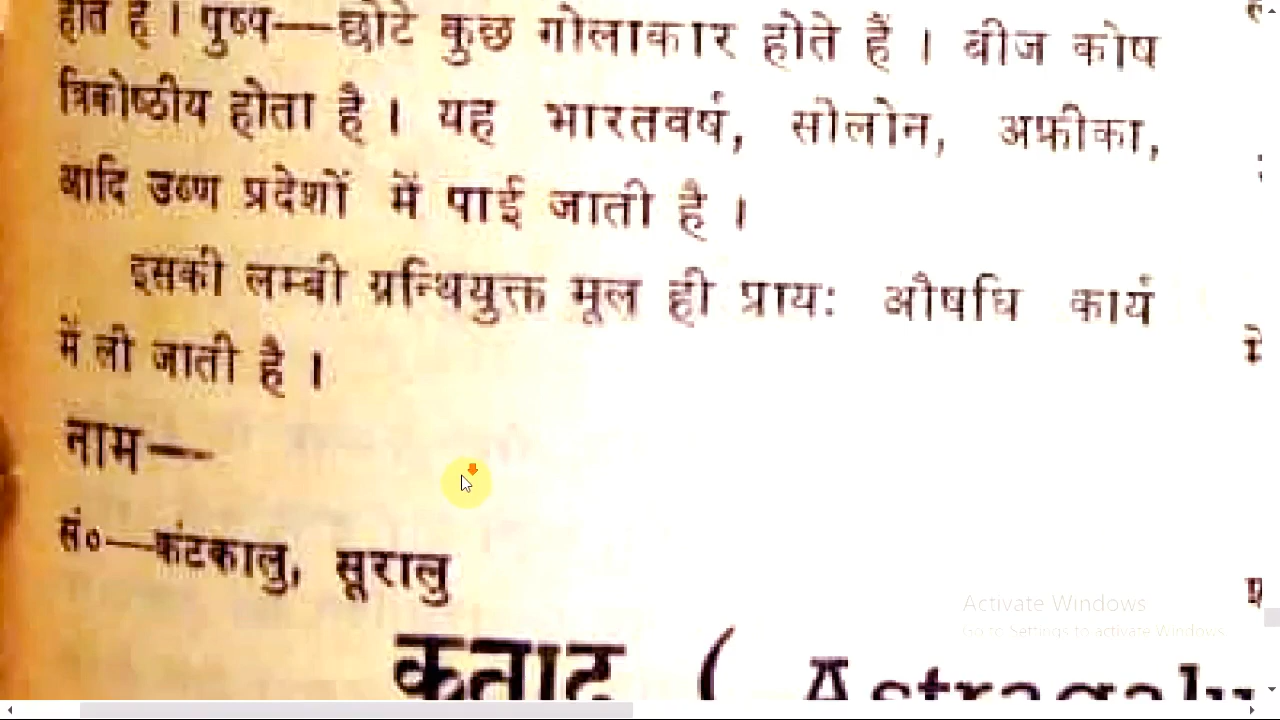 होते हैं । पुष्प—छोटे कुछ गोलाकार होते हैं । बीज कोष
त्रिकोष्ठीय होता है । यह भारतवर्ष, सीलोन, अफ्रीका,
आदि उष्ण प्रदेशों में पाई जाती है ।
इसकी लम्बी ग्रन्थियुक्त मूल ही प्रायः औषधि कार्य
में ली जाती है ।
नाम—
सं०—कंटकालु, सूरालु
कताट ( Astragalu
Activate Windows
Go to Settings to activate Windows.